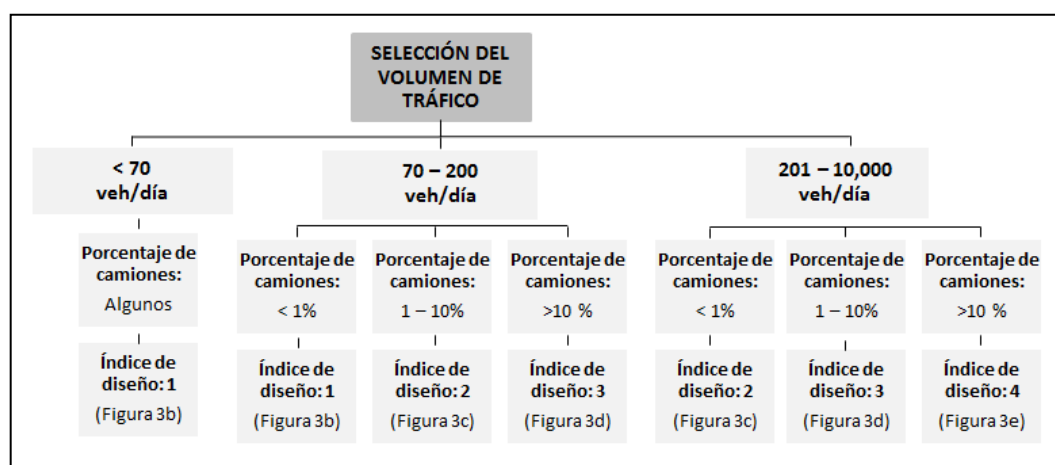 SELECCIÓN DEL
VOLUMEN DE
TRÁFICO
< 70
veh/día
70 – 200
veh/día
201 – 10,000
veh/día
Porcentaje de
camiones:
Algunos
Porcentaje de
camiones:
< 1%
Porcentaje de
camiones:
1 – 10%
Porcentaje de
camiones:
>10 %
Porcentaje de
camiones:
< 1%
Porcentaje de
camiones:
1 – 10%
Porcentaje de
camiones:
>10 %
Índice de
diseño: 1
(Figura 3b)
Índice de
diseño: 1
(Figura 3b)
Índice de
diseño: 2
(Figura 3c)
Índice de
diseño: 3
(Figura 3d)
Índice de
diseño: 2
(Figura 3c)
Índice de
diseño: 3
(Figura 3d)
Índice de
diseño: 4
(Figura 3e)